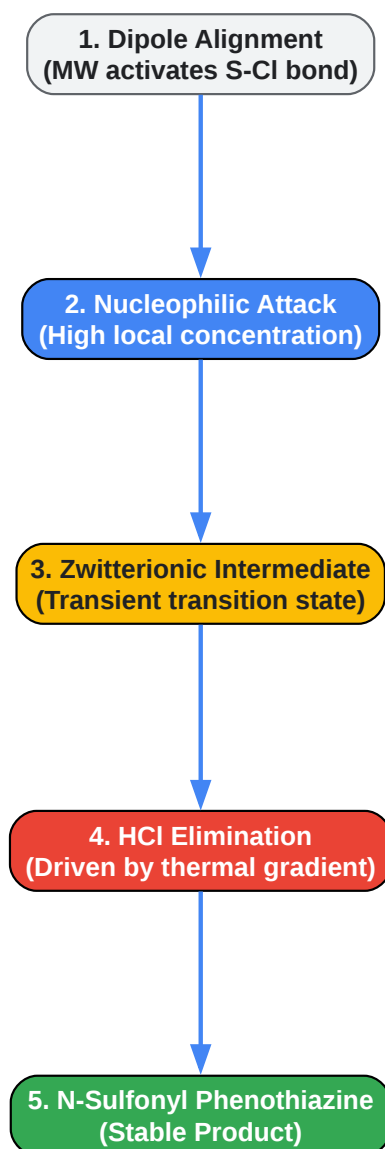 1. Dipole Alignment
(MW activates S-Cl bond)
2. Nucleophilic Attack
(High local concentration)
3. Zwitterionic Intermediate
(Transient transition state)
4. HCl Elimination
(Driven by thermal gradient)
5. N-Sulfonyl Phenothiazine
(Stable Product)